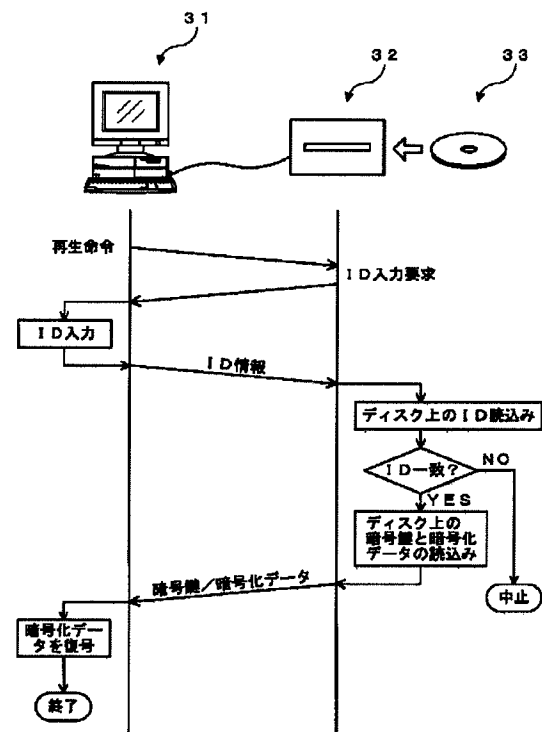 31
32
33
再生命令
ID入力要求
ID入力
ID情報
ディスク上のID読込み
ID一致?
NO
YES
ディスク上の
暗号鍵と暗号化
データの読込み
中止
暗号鍵／暗号化データ
暗号化デー
タを復号
終了